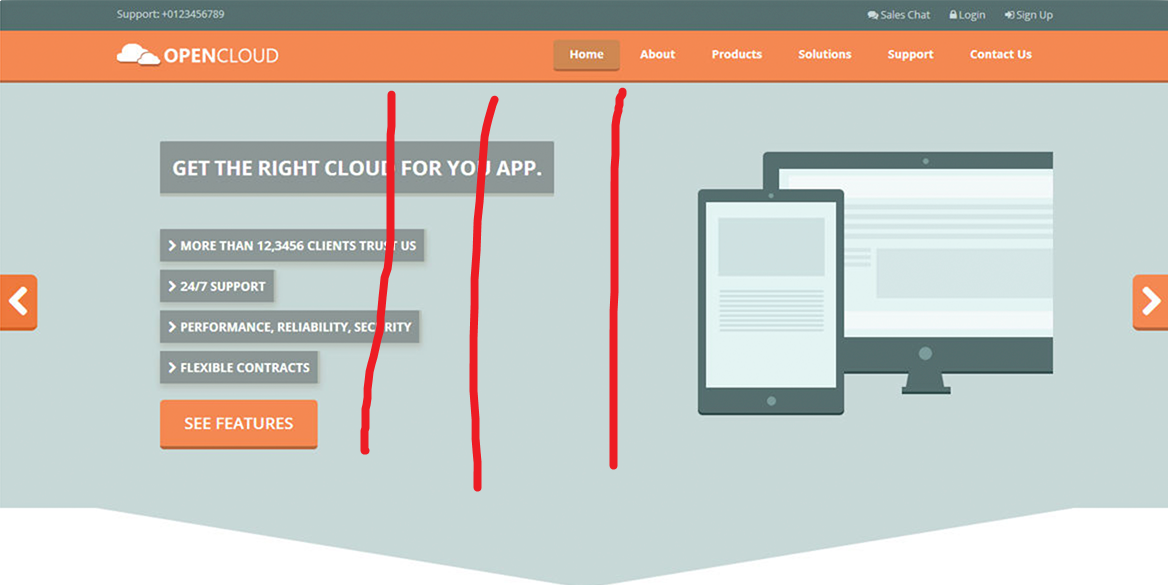 Support: +0123456789 Sales Chat Login Sign Up
OPENCLOUD Home About Products Solutions Support Contact Us
GET THE RIGHT CLOUD FOR YOU APP.
MORE THAN 12,3456 CLIENTS TRUST US
24/7 SUPPORT
PERFORMANCE, RELIABILITY, SECURITY
FLEXIBLE CONTRACTS
SEE FEATURES